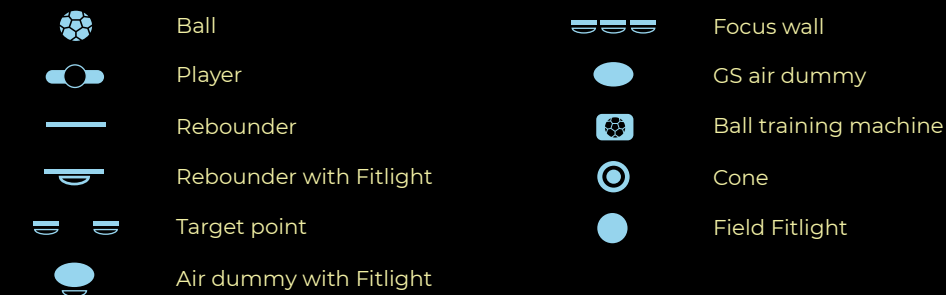 Ball
Player
Rebounder
Rebounder with Fitlight
Target point
Air dummy with Fitlight
Focus wall
GS air dummy
Ball training machine
Cone
Field Fitlight